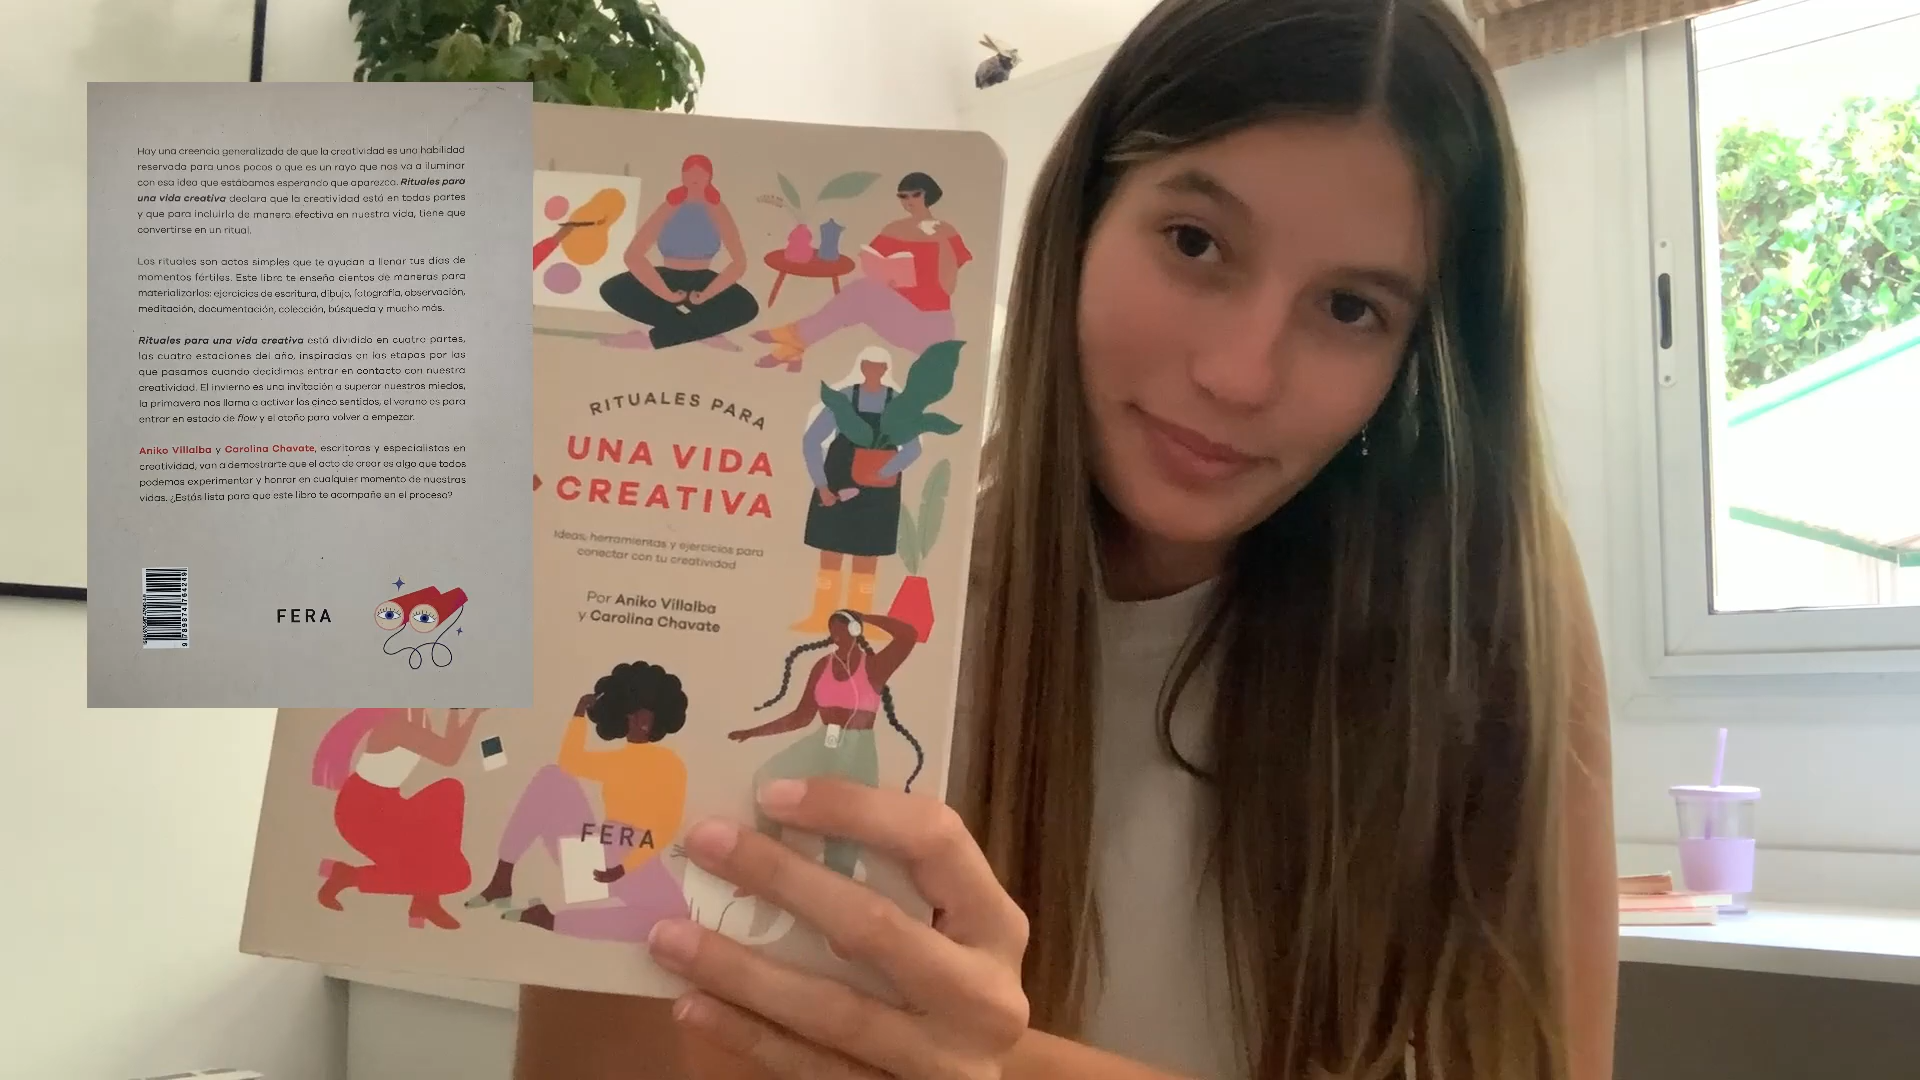 Hay una creencia generalizada de que la creatividad es una habilidad
reservada para unos pocos o que es un rayo que nos va a iluminar
con esa idea que estábamos esperando que aparezca. Rituales para
una vida creativa declara que la creatividad está en todas partes
y que para incluirla de manera efectiva en nuestra vida, tiene que
convertirse en un ritual.
Los rituales son actos simples que te ayudan a llenar tus días de
momentos fértiles. Este libro te enseña cientos de maneras para
materializarlos: ejercicios de escritura, dibujo, fotografía, observación,
meditación, documentación, colección, búsqueda y mucho más.
Rituales para una vida creativa está dividido en cuatro partes,
las cuatro estaciones del año, inspiradas en las etapas por las
que pasamos cuando decidimos entrar en contacto con nuestra
creatividad. El invierno es una invitación a superar nuestros miedos,
la primavera nos llama a activar los cinco sentidos, el verano es para
entrar en estado de flow y el otoño para volver a empezar.
Aniko Villalba y Carolina Chavate, escritoras y especialistas en
creatividad, van a demostrarte que el acto de crear es algo que todos
podemos experimentar y honrar en cualquier momento de nuestras
vidas. ¿Estás lista para que este libro te acompañe en el proceso?
FERA
RITUALES PARA
UNA VIDA
CREATIVA
Ideas, herramientas y ejercicios para
conectar con tu creatividad
Por Aniko Villalba
y Carolina Chavate
FERA